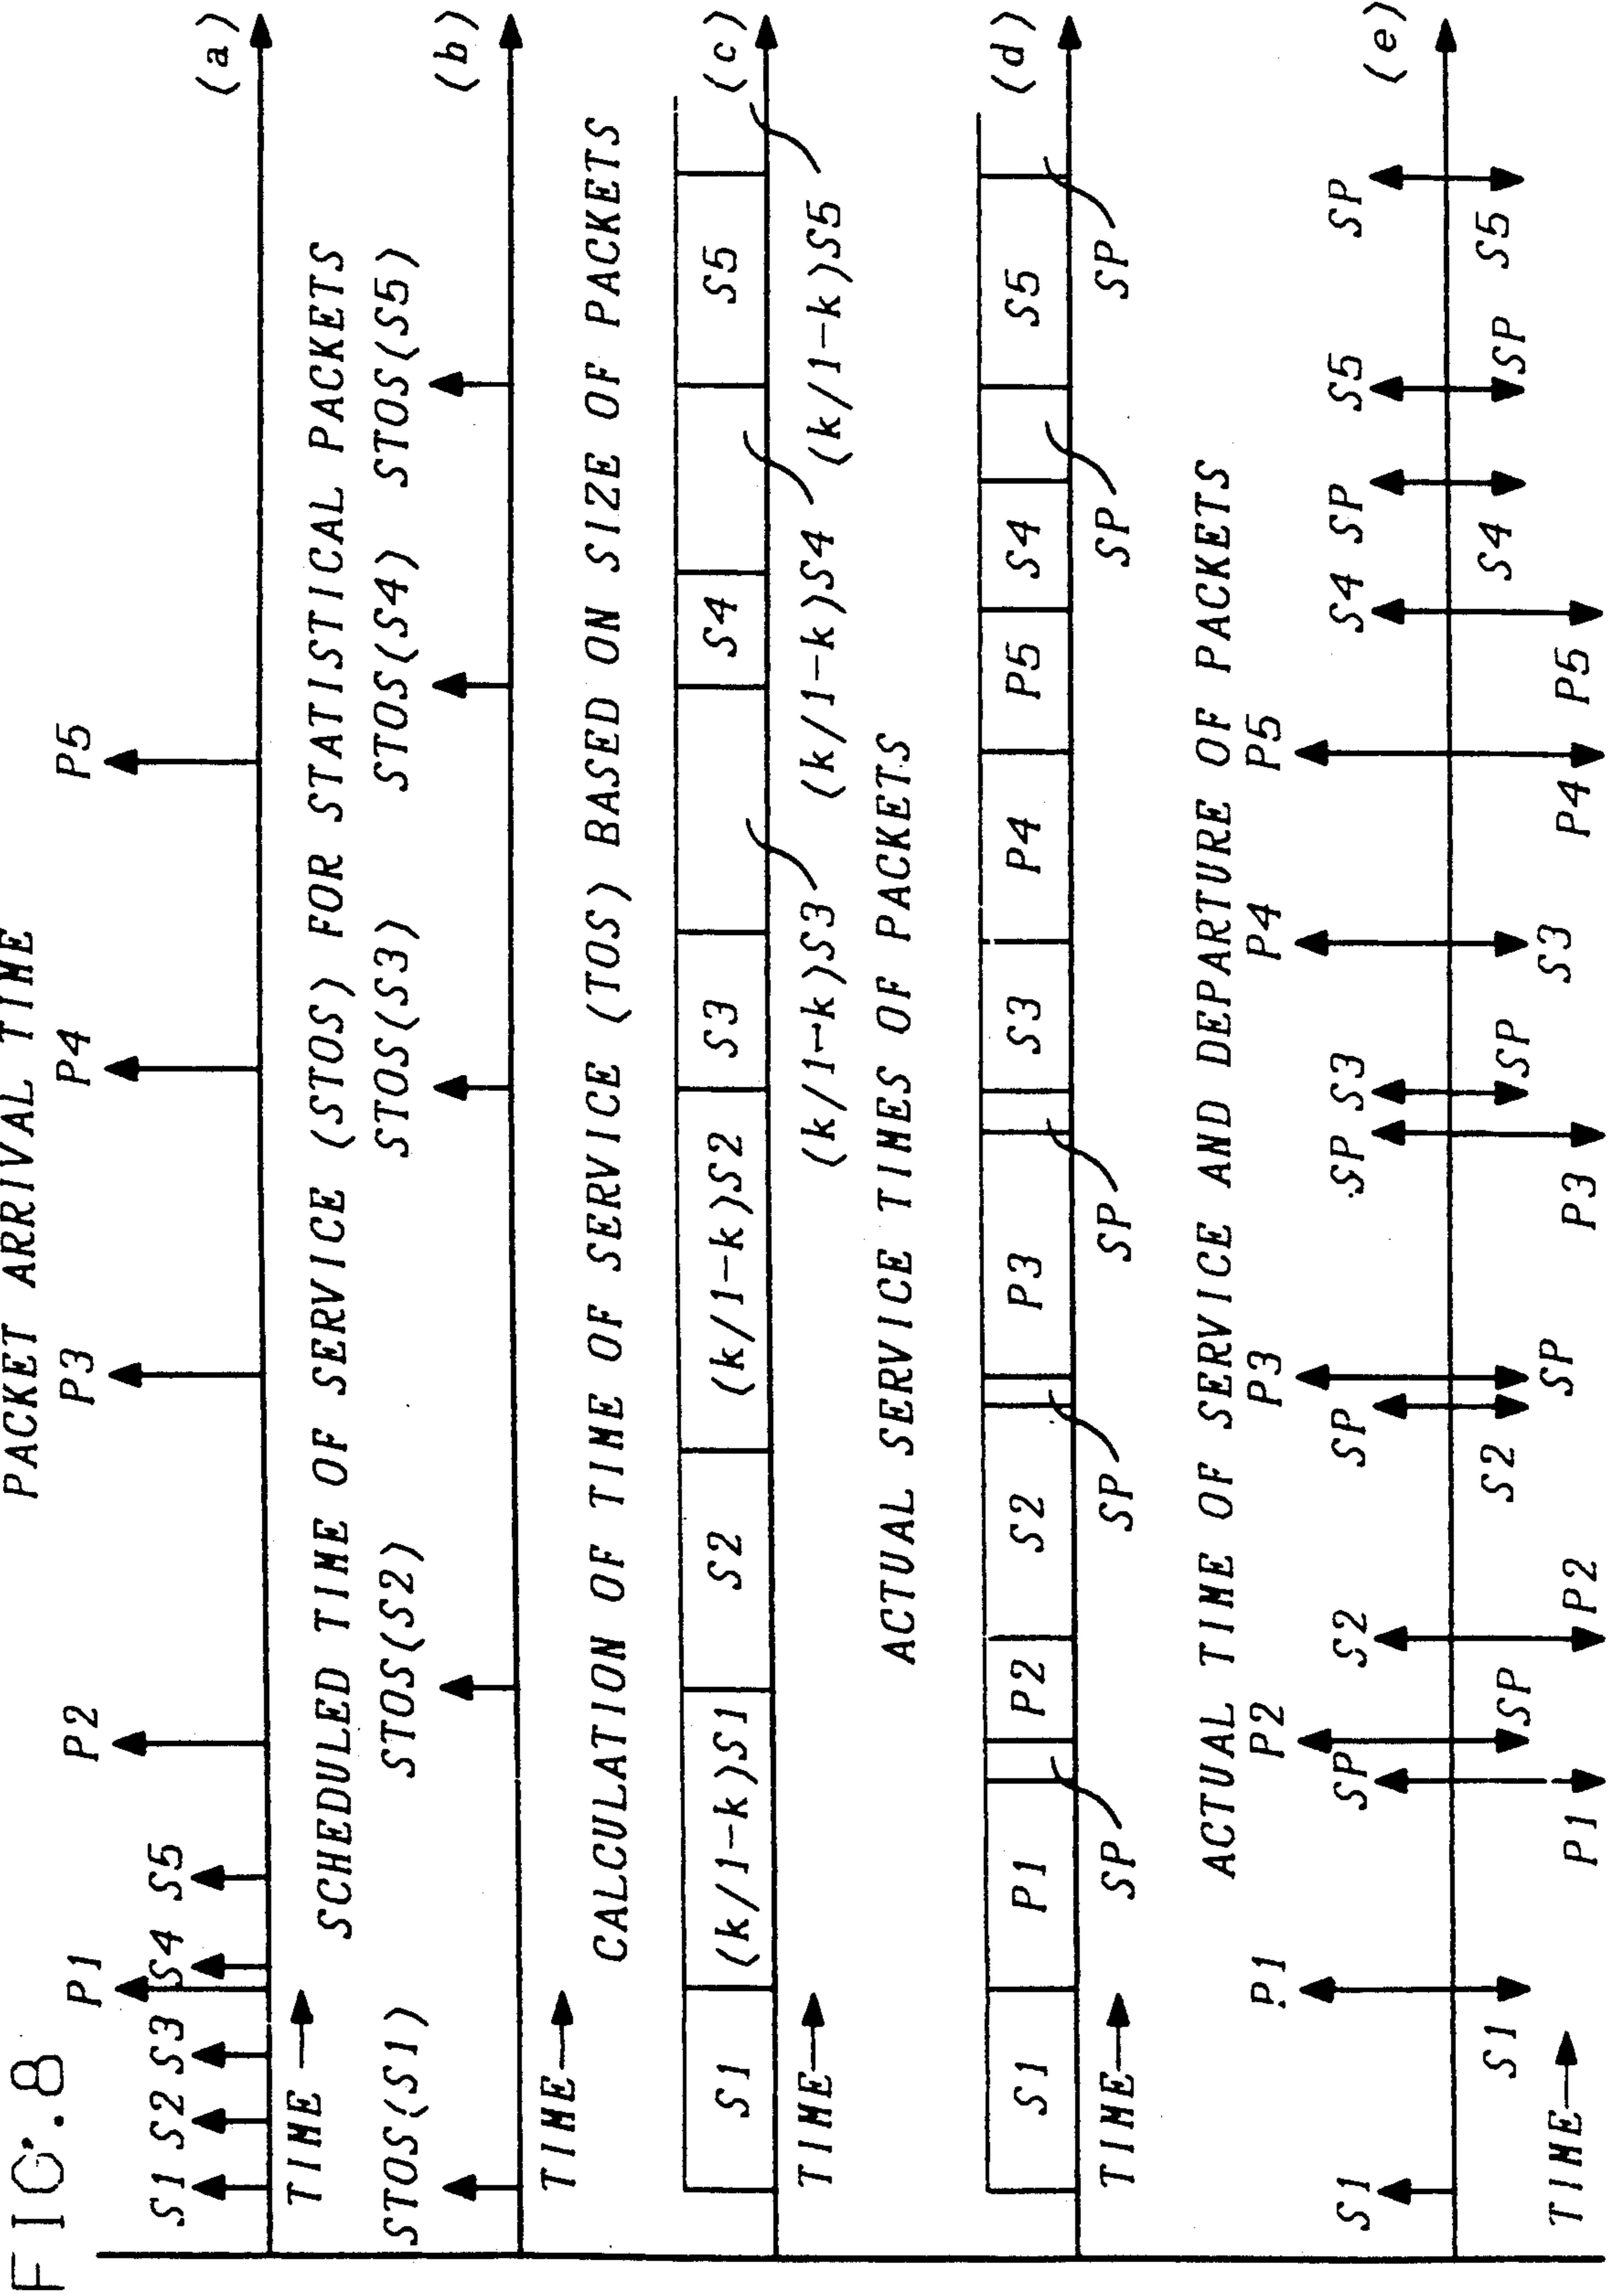 FIG.8
PACKET ARRIVAL TIME
P1 P2 P3 P4 P5
S1 S2 S3 S4 S5
(a)
TIME
SCHEDULED TIME OF SERVICE (STOS) FOR STATISTICAL PACKETS
STOS(S1) STOS(S2) STOS(S3) STOS(S4) STOS(S5)
(b)
TIME
CALCULATION OF TIME OF SERVICE (TOS) BASED ON SIZE OF PACKETS
S1 (k/1-k)S1 S2 (k/1-k)S2 S3 S4 S5
(c)
TIME
(k/1-k)S3 (k/1-k)S4 (k/1-k)S5
ACTUAL SERVICE TIMES OF PACKETS
S1 P1 P2 S2 P3 S3 P4 P5 S4 S5
(d)
TIME
SP SP SP SP SP
ACTUAL TIME OF SERVICE AND DEPARTURE OF PACKETS
P1 P2 P3 P4 P5
S1 SP S2 SP SP S3 S4 SP S5 SP
(e)
S1 SP S2 SP S4 SP S5
TIME
P1 P2 SP P3 S3 P4 P5